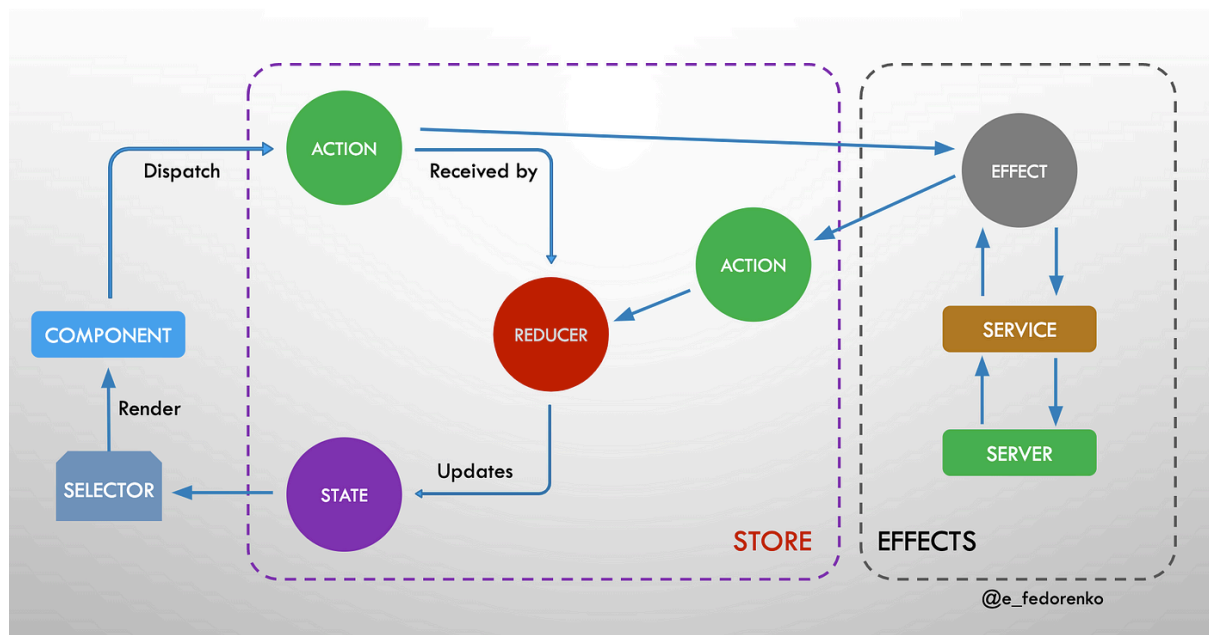 ACTION
Dispatch
Received by
EFFECT
ACTION
COMPONENT
REDUCER
SERVICE
Render
SERVER
Updates
SELECTOR
STATE
STORE
EFFECTS
@e_fedorenko